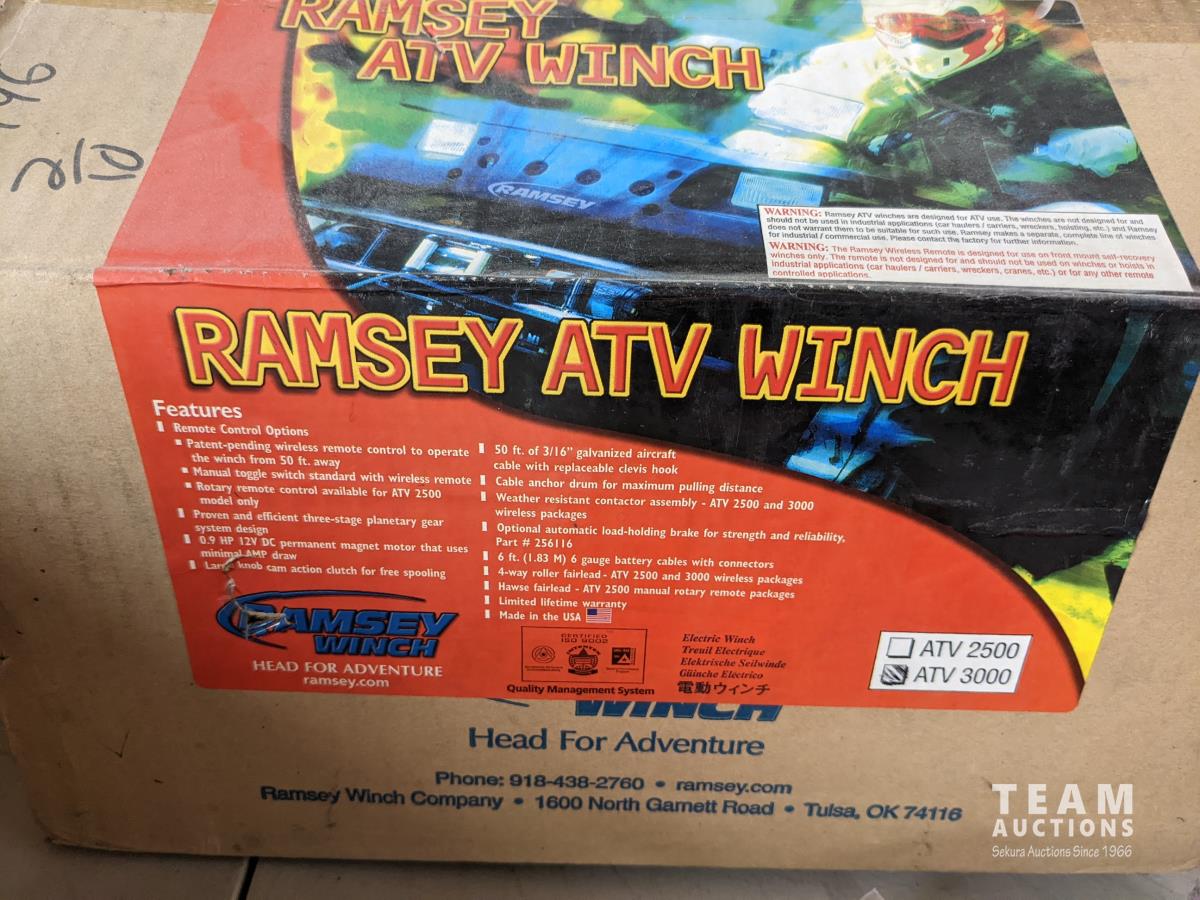 RAMSEY
ATV WINCH
RAMSEY
WARNING: Ramsey ATV winches are designed for ATV use. The winches are not designed for and
should not be used in industrial applications (car haulers / carriers, wreckers, hoisting, etc.) and Ramsey
does not warrant them to be suitable for such use. Ramsey makes a separate, complete line of winches
for industrial / commercial use. Please contact the factory for further information.
WARNING: The Ramsey Wireless Remote is designed for use on front mount self-recovery
winches only. The remote is not designed for and should not be used on winches or hoists in
industrial applications (car haulers / carriers, wreckers, cranes, etc.) or for any other remote
controlled applications.
210
RAMSEY ATV WINCH
Features
Remote Control Options
Patent-pending wireless remote control to operate
the winch from 50 ft. away
Manual toggle switch standard with wireless remote
Rotary remote control available for ATV 2500
model only
Proven and efficient three-stage planetary gear
system design
0.9 HP 12V DC permanent magnet motor that uses
minimal AMP draw
Large knob cam action clutch for free spooling
50 ft. of 3/16" galvanized aircraft
cable with replaceable clevis hook
Cable anchor drum for maximum pulling distance
Weather resistant contactor assembly - ATV 2500 and 3000
wireless packages
Optional automatic load-holding brake for strength and reliability,
Part # 256116
6 ft. (1.83 M) 6 gauge battery cables with connectors
4-way roller fairlead - ATV 2500 and 3000 wireless packages
Hawse fairlead - ATV 2500 manual rotary remote packages
Limited lifetime warranty
Made in the USA
RAMSEY
WINCH
HEAD FOR ADVENTURE
ramsey.com
CERTIFIED
ISO 9002
Quality Management System
Electric Winch
Treuil Electrique
Elektrische Seilwinde
Güinche Eléctrico
電動ウィンチ
ATV 2500
ATV 3000
WINCH
Head For Adventure
Phone: 918-438-2760 • ramsey.com
Ramsey Winch Company • 1600 North Garnett Road • Tulsa, OK 74116
TEAM
AUCTIONS
Sekura Auctions Since 1966